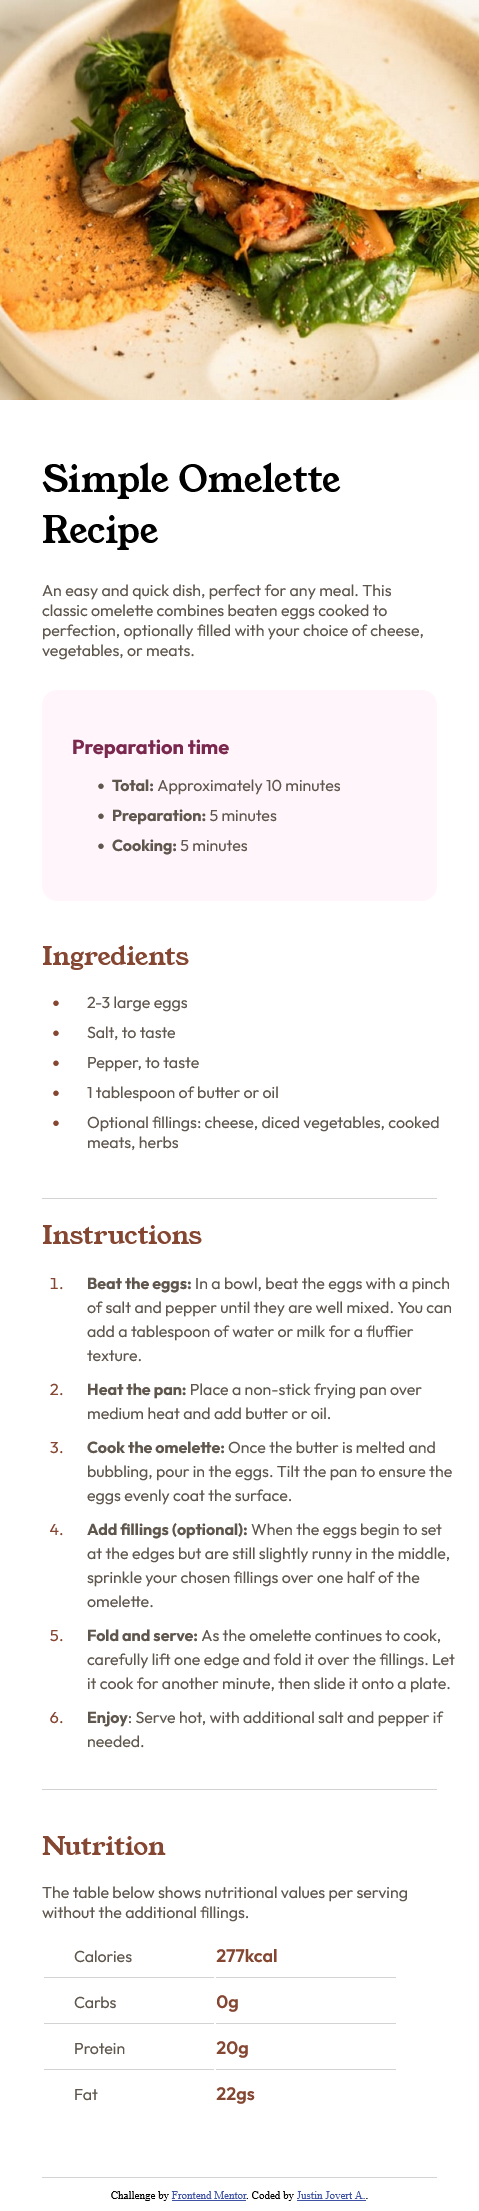 Simple Omelette
Recipe
An easy and quick dish, perfect for any meal. This
classic omelette combines beaten eggs cooked to
perfection, optionally filled with your choice of cheese,
vegetables, or meats.
Preparation time
• Total: Approximately 10 minutes
• Preparation: 5 minutes
• Cooking: 5 minutes
Ingredients
• 2-3 large eggs
• Salt, to taste
• Pepper, to taste
• 1 tablespoon of butter or oil
• Optional fillings: cheese, diced vegetables, cooked
meats, herbs
Instructions
1. Beat the eggs: In a bowl, beat the eggs with a pinch
of salt and pepper until they are well mixed. You can
add a tablespoon of water or milk for a fluffier
texture.
2. Heat the pan: Place a non-stick frying pan over
medium heat and add butter or oil.
3. Cook the omelette: Once the butter is melted and
bubbling, pour in the eggs. Tilt the pan to ensure the
eggs evenly coat the surface.
4. Add fillings (optional): When the eggs begin to set
at the edges but are still slightly runny in the middle,
sprinkle your chosen fillings over one half of the
omelette.
5. Fold and serve: As the omelette continues to cook,
carefully lift one edge and fold it over the fillings. Let
it cook for another minute, then slide it onto a plate.
6. Enjoy: Serve hot, with additional salt and pepper if
needed.
Nutrition
The table below shows nutritional values per serving
without the additional fillings.
Calories 277kcal
Carbs 0g
Protein 20g
Fat 22gs
Challenge by Frontend Mentor. Coded by Justin Jovert A..